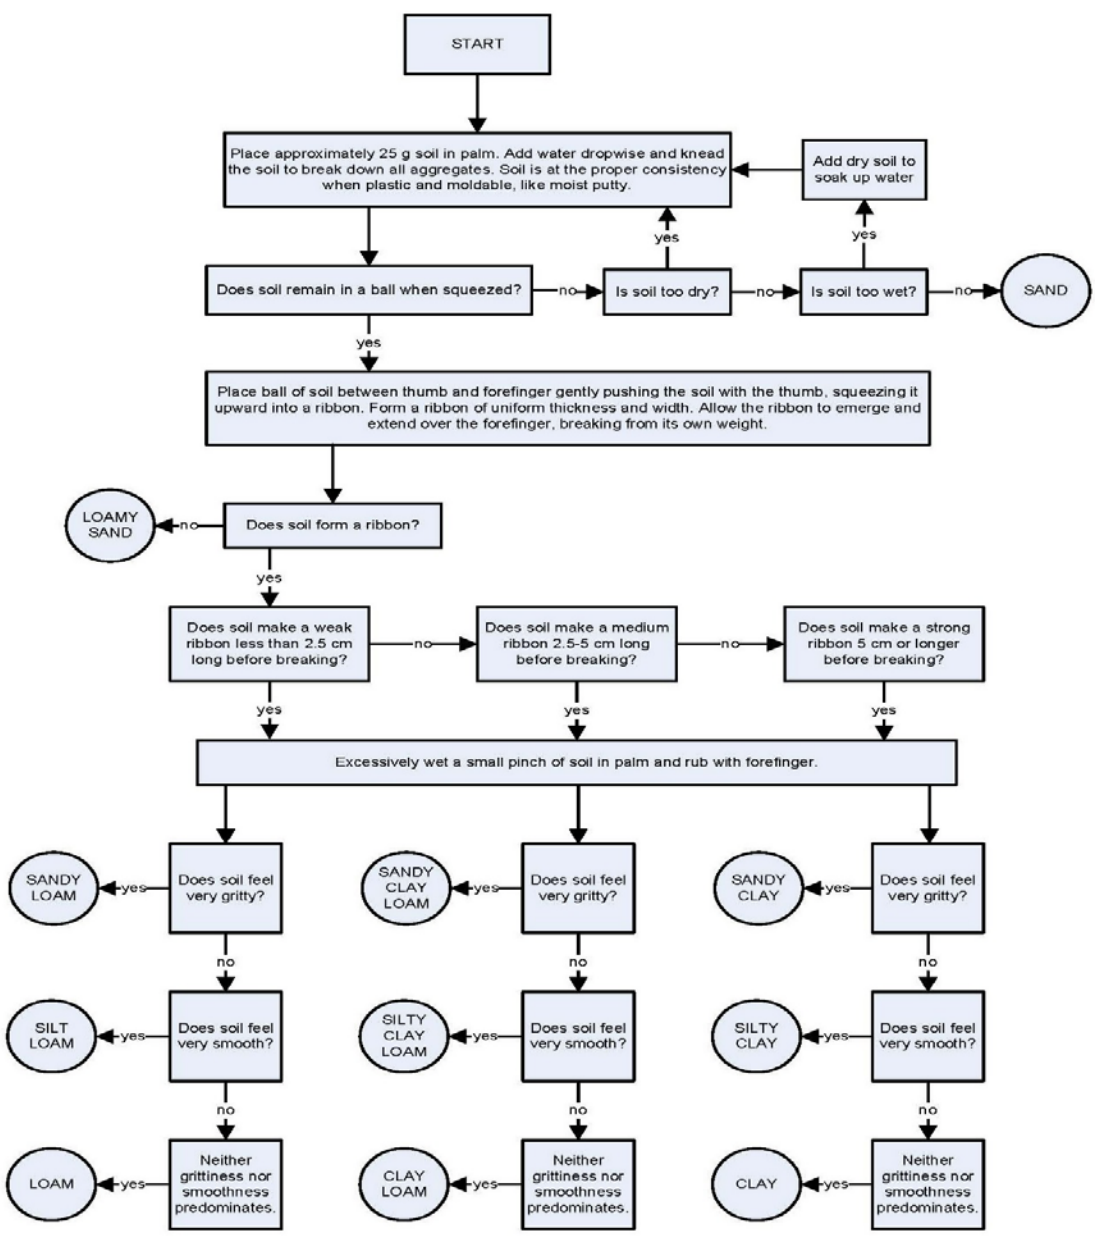 START
Place approximately 25 g soil in palm. Add water dropwise and knead
the soil to break down all aggregates. Soil is at the proper consistency
when plastic and moldable, like moist putty.
Add dry soil to
soak up water
yes
yes
Does soil remain in a ball when squeezed?
no
Is soil too dry?
no
Is soil too wet?
no
SAND
yes
Place ball of soil between thumb and forefinger gently pushing the soil with the thumb, squeezing it
upward into a ribbon. Form a ribbon of uniform thickness and width. Allow the ribbon to emerge and
extend over the forefinger, breaking from its own weight.
LOAMY
SAND
no
Does soil form a ribbon?
yes
Does soil make a weak
ribbon less than 2.5 cm
long before breaking?
no
Does soil make a medium
ribbon 2.5-5 cm long
before breaking?
no
Does soil make a strong
ribbon 5 cm or longer
before breaking?
yes
yes
yes
Excessively wet a small pinch of soil in palm and rub with forefinger.
SANDY
LOAM
yes
Does soil feel
very gritty?
SANDY
CLAY
LOAM
yes
Does soil feel
very gritty?
SANDY
CLAY
yes
Does soil feel
very gritty?
no
no
no
SILT
LOAM
yes
Does soil feel
very smooth?
SILTY
CLAY
LOAM
yes
Does soil feel
very smooth?
SILTY
CLAY
yes
Does soil feel
very smooth?
no
no
no
LOAM
yes
Neither
grittiness nor
smoothness
predominates.
CLAY
LOAM
yes
Neither
grittiness nor
smoothness
predominates.
CLAY
yes
Neither
grittiness nor
smoothness
predominates.